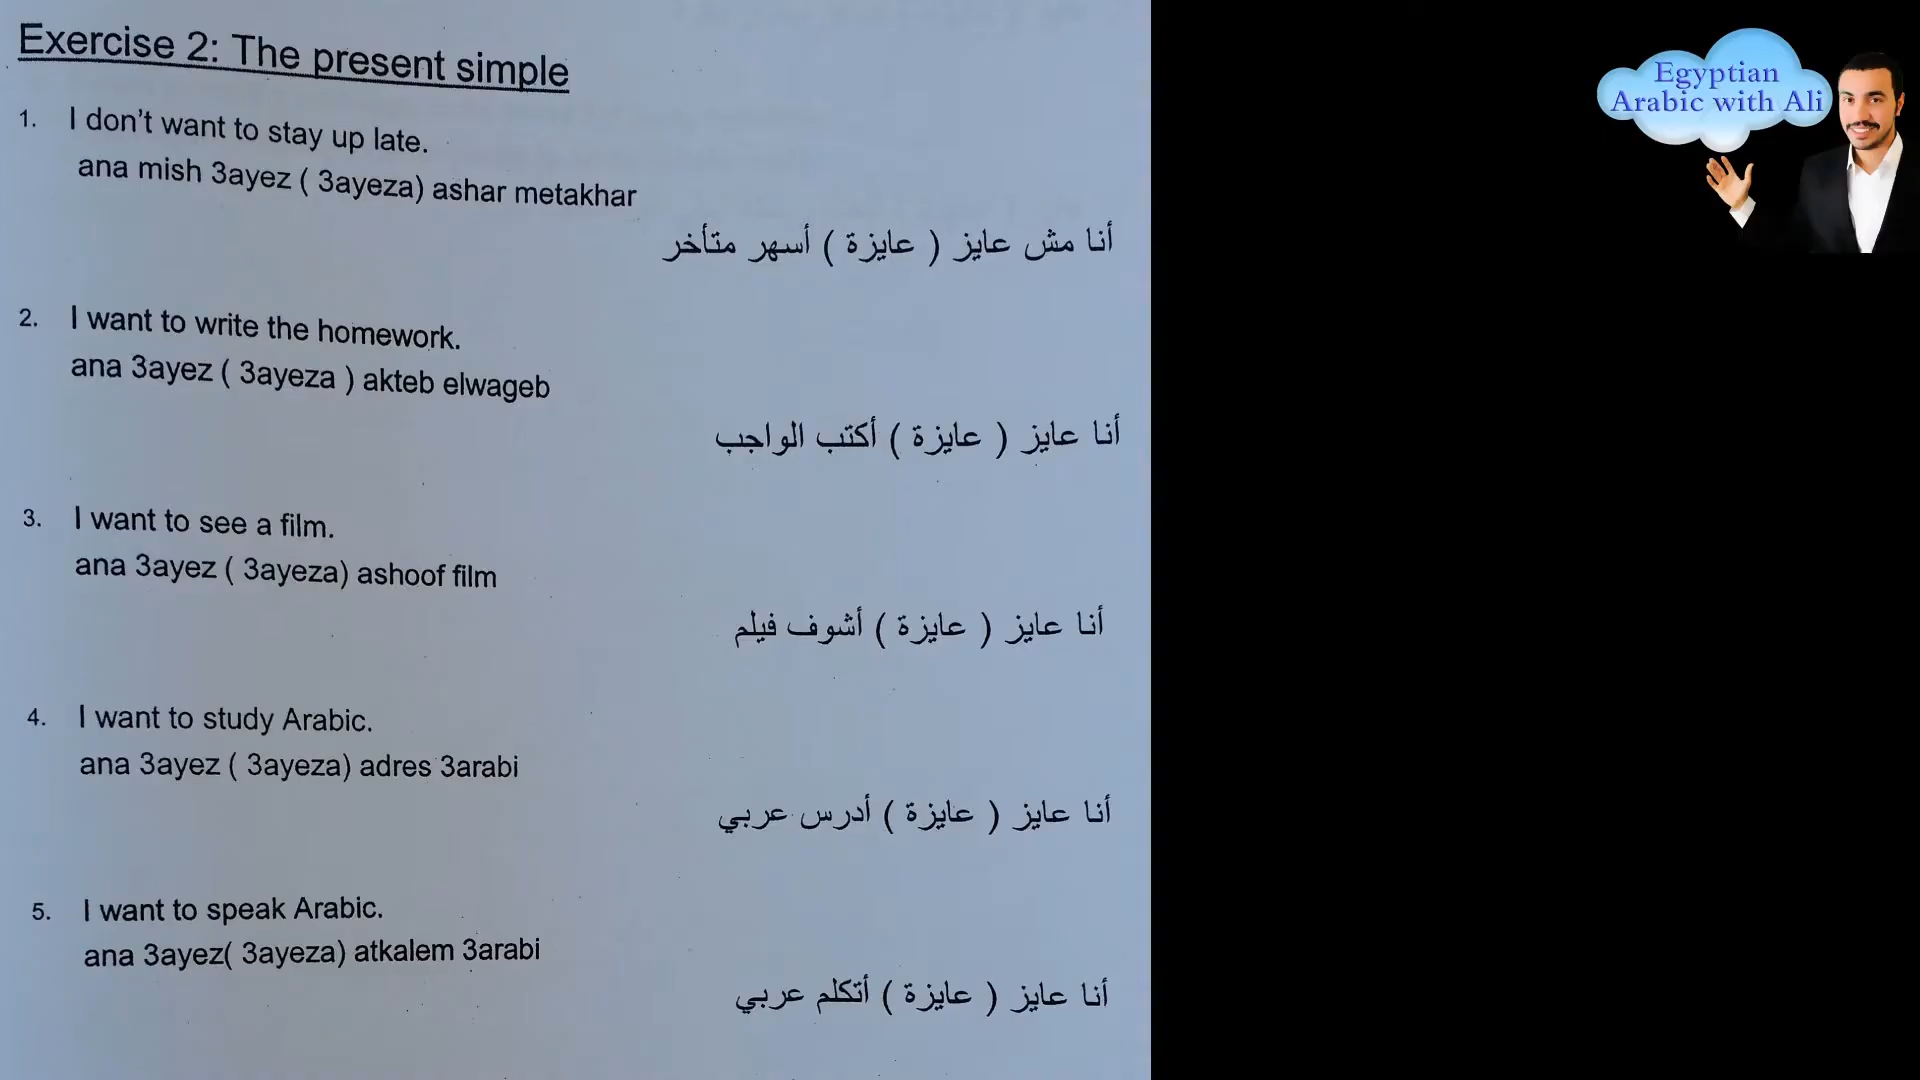 Exercise 2: The present simple
1. I don't want to stay up late.
ana mish 3ayez ( 3ayeza) ashar metakhar
أنا مش عايز ( عايزة ) أسهر متأخر
2. I want to write the homework.
ana 3ayez ( 3ayeza ) akteb elwageb
أنا عايز ( عايزة ) أكتب الواجب
3. I want to see a film.
ana 3ayez ( 3ayeza) ashoof film
أنا عايز ( عايزة ) أشوف فيلم
4. I want to study Arabic.
ana 3ayez ( 3ayeza) adres 3arabi
أنا عايز ( عايزة ) أدرس عربي
5. I want to speak Arabic.
ana 3ayez( 3ayeza) atkalem 3arabi
أنا عايز ( عايزة ) أتكلم عربي
Egyptian
Arabic with Ali